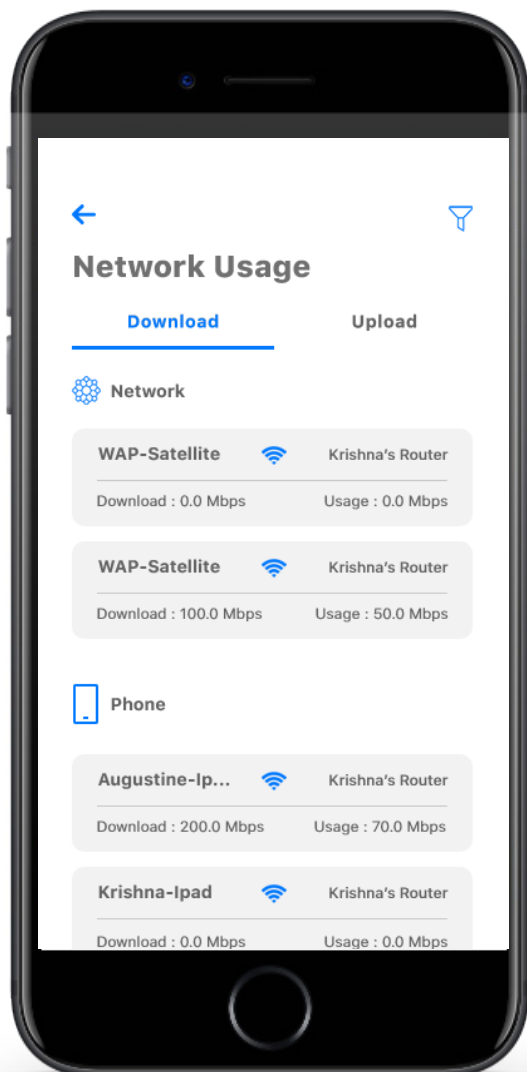 Network Usage
Download Upload
Network
WAP-Satellite Krishna's Router
Download : 0.0 Mbps Usage : 0.0 Mbps
WAP-Satellite Krishna's Router
Download : 100.0 Mbps Usage : 50.0 Mbps
Phone
Augustine-Ip... Krishna's Router
Download : 200.0 Mbps Usage : 70.0 Mbps
Krishna-Ipad Krishna's Router
Download : 0.0 Mbps Usage : 0.0 Mbps